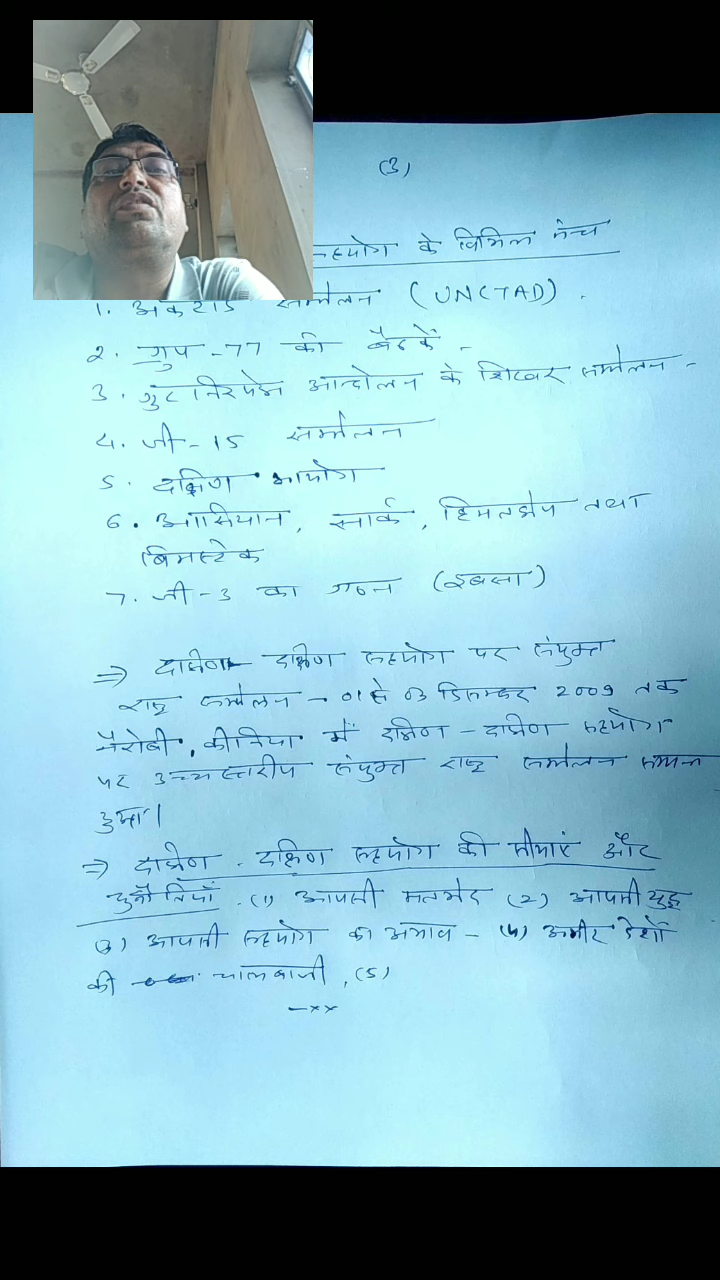 (3)
सहयोग के विभिन्न मंच
1. अंकटाड सम्मेलन (UNCTAD).
2. ग्रुप-77 की बैठकें -
3. गुटनिरपेक्ष आन्दोलन के शिखर सम्मेलन -
4. जी-15 सम्मेलन
5. दक्षिण आयोग
6. आसियान, सार्क, हिमतक्षेप तथा
बिमस्टेक
7. जी-3 का गठन (इब्सा)
⇒ दक्षिण - दक्षिण सहयोग पर संयुक्त
राष्ट्र सम्मेलन - 01 से 03 दिसम्बर 2009 तक
नैरोबी, कीनिया में दक्षिण - दक्षिण सहयोग
पर उच्चस्तरीय संयुक्त राष्ट्र सम्मेलन सम्पन्न
हुआ।
⇒ दक्षिण - दक्षिण सहयोग की सीमाएं और
चुनौतियाँ. (1) आपसी मतभेद (2) आपसी युद्ध
(3) आपसी सहयोग का अभाव - (4) अमीर देशों
की चालबाजी, (5)
-xx